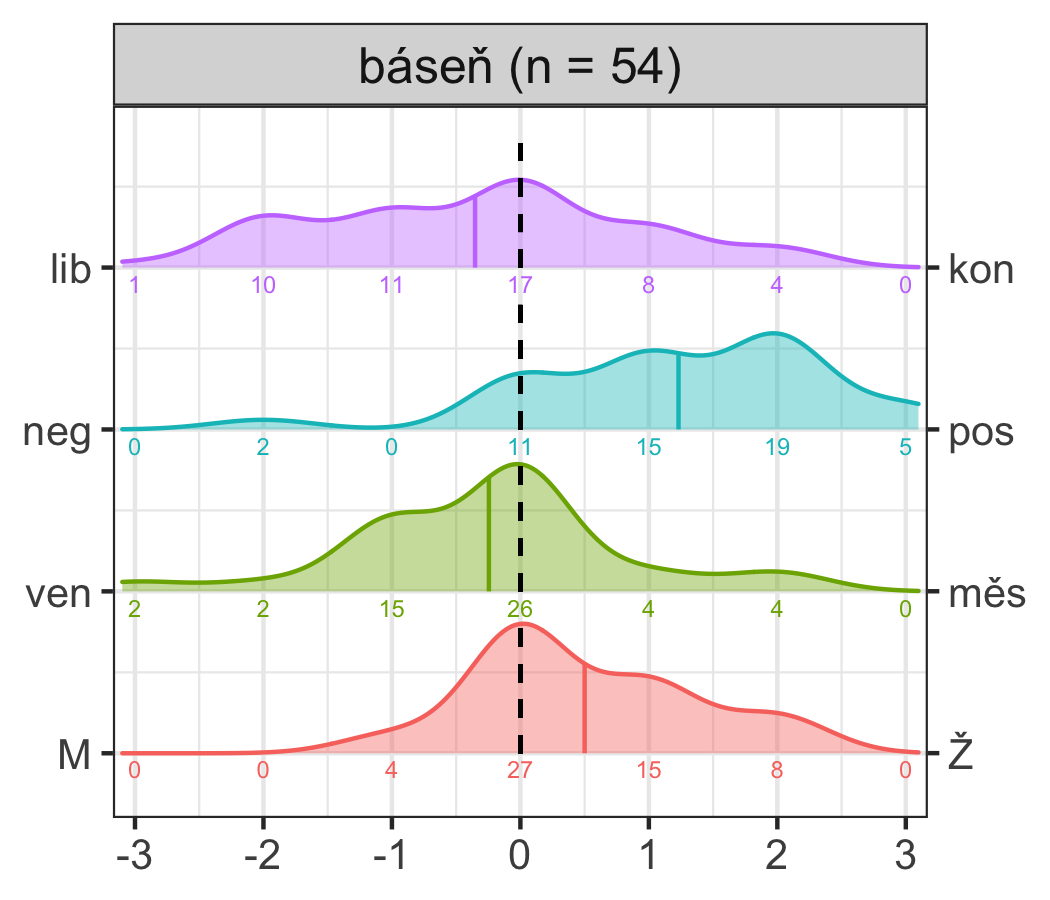 báseň (n = 54)
lib kon
1 10 11 17 8 4 0
neg pos
0 2 0 11 15 19 5
ven měs
2 2 15 26 4 4 0
M Ž
0 0 4 27 15 8 0
-3 -2 -1 0 1 2 3